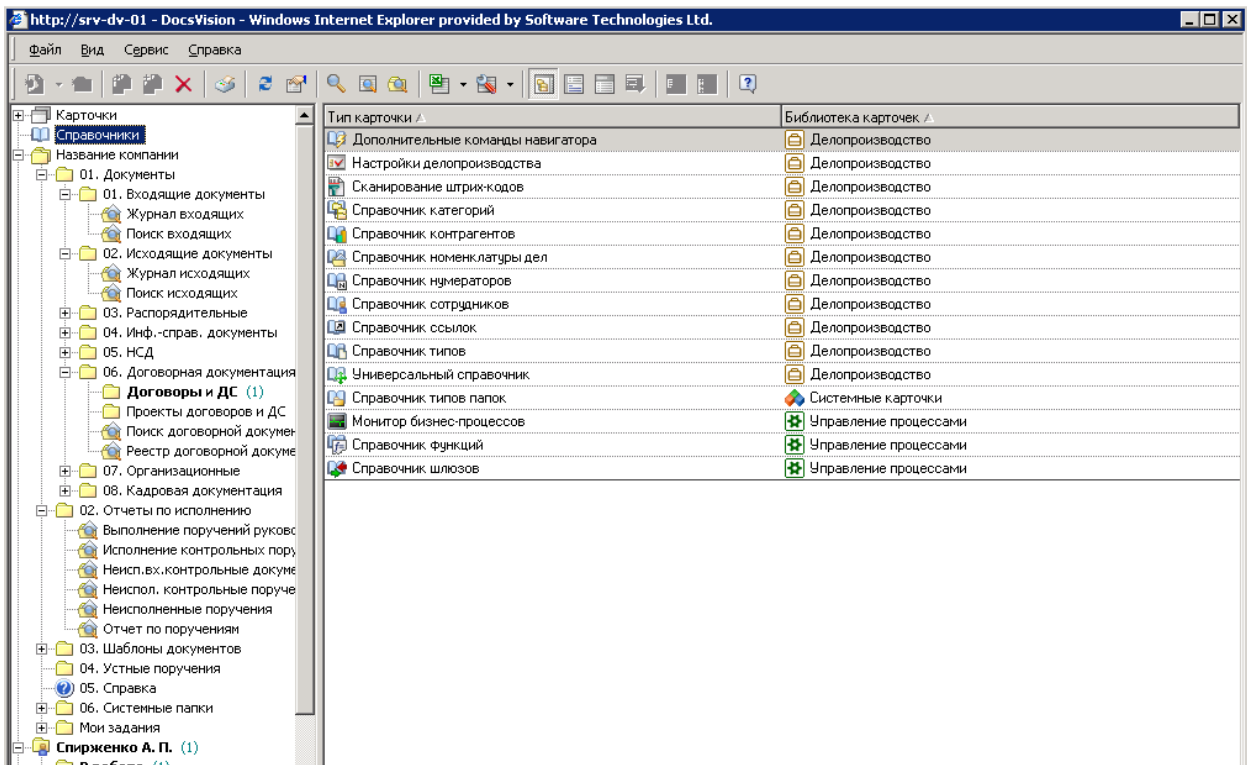 http://srv-dv-01 - DocsVision - Windows Internet Explorer provided by Software Technologies Ltd.
Файл Вид Сервис Справка
Карточки
Справочники
Название компании
01. Документы
01. Входящие документы
Журнал входящих
Поиск входящих
02. Исходящие документы
Журнал исходящих
Поиск исходящих
03. Распорядительные
04. Инф.-справ. документы
05. НСД
06. Договорная документация
Договоры и ДС (1)
Проекты договоров и ДС
Поиск договорной докумен
Реестр договорной докуме
07. Организационные
08. Кадровая документация
02. Отчеты по исполнению
Выполнение поручений руковс
Исполнение контрольных пору
Неисп.вх.контрольные докуме
Неиспол. контрольные поруче
Неисполненные поручения
Отчет по поручениям
03. Шаблоны документов
04. Устные поручения
05. Справка
06. Системные папки
Мои задания
Спирженко А. П. (1)
Тип карточки Библиотека карточек
Дополнительные команды навигатора Делопроизводство
Настройки делопроизводства Делопроизводство
Сканирование штрих-кодов Делопроизводство
Справочник категорий Делопроизводство
Справочник контрагентов Делопроизводство
Справочник номенклатуры дел Делопроизводство
Справочник нумераторов Делопроизводство
Справочник сотрудников Делопроизводство
Справочник ссылок Делопроизводство
Справочник типов Делопроизводство
Универсальный справочник Делопроизводство
Справочник типов папок Системные карточки
Монитор бизнес-процессов Управление процессами
Справочник функций Управление процессами
Справочник шлюзов Управление процессами